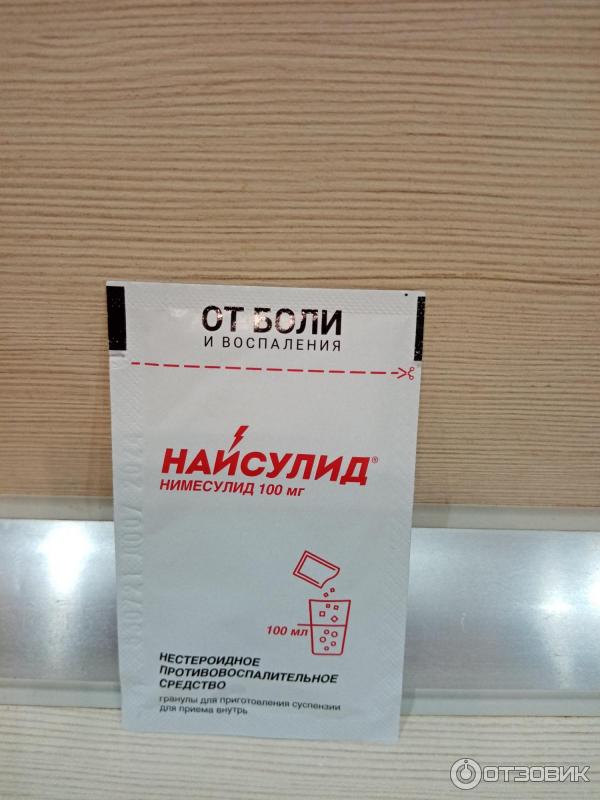 ОТ БОЛИ
И ВОСПАЛЕНИЯ
НАЙСУЛИД®
НИМЕСУЛИД 100 мг
100 мл
НЕСТЕРОИДНОЕ
ПРОТИВОВОСПАЛИТЕЛЬНОЕ
СРЕДСТВО
гранулы для приготовления суспензии
для приема внутрь
ОТЗОВИК